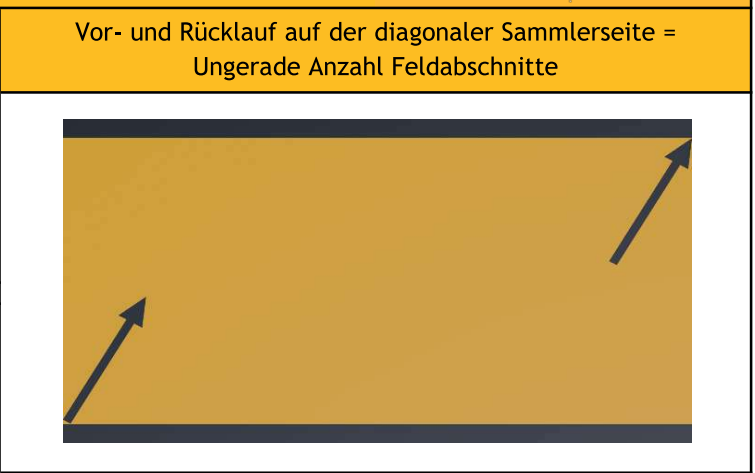 Vor- und Rücklauf auf der diagonaler Sammlerseite =
Ungerade Anzahl Feldabschnitte